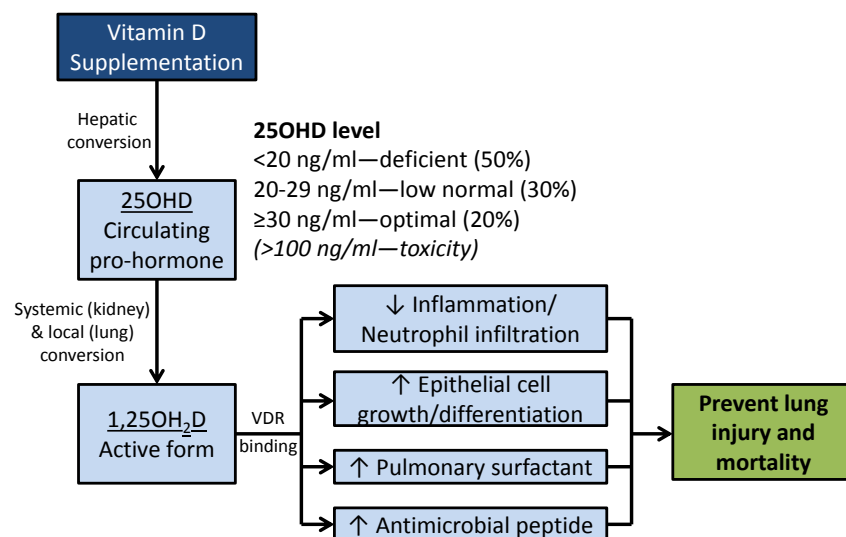 Vitamin D
Supplementation
Hepatic
conversion
25OHD level
<20 ng/ml—deficient (50%)
20-29 ng/ml—low normal (30%)
≥30 ng/ml—optimal (20%)
(>100 ng/ml—toxicity)
25OHD
Circulating
pro-hormone
Systemic (kidney)
& local (lung)
conversion
1,25OH₂D
Active form
VDR
binding
↓ Inflammation/
Neutrophil infiltration
↑ Epithelial cell
growth/differentiation
↑ Pulmonary surfactant
↑ Antimicrobial peptide
Prevent lung
injury and
mortality